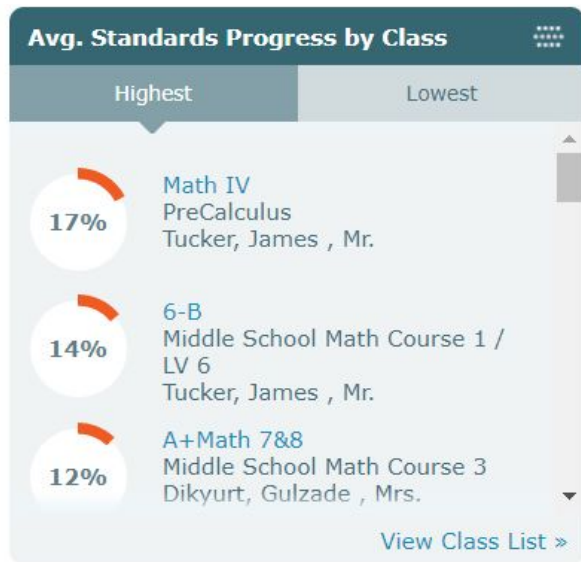 Avg. Standards Progress by Class
Highest
Lowest
17%
Math IV
PreCalculus
Tucker, James , Mr.
14%
6-B
Middle School Math Course 1 /
LV 6
Tucker, James , Mr.
12%
A+Math 7&8
Middle School Math Course 3
Dikyurt, Gulzade , Mrs.
View Class List »